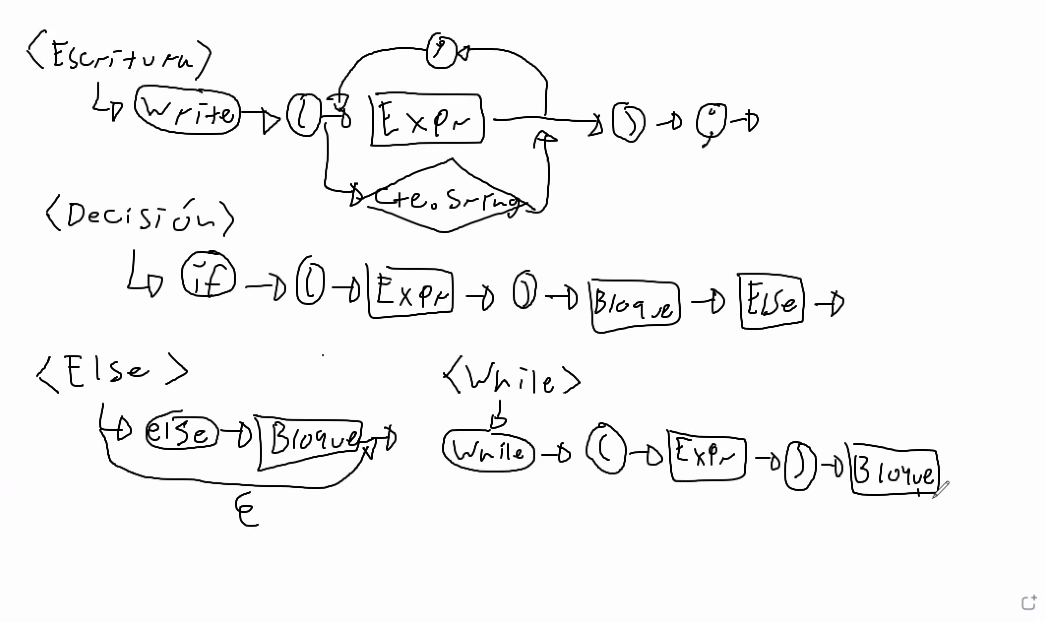 <Escritura>
,
Write ( Expr ) ;
Cte. String
<Decisión>
if ( Expr ) Bloque Else
<Else> <While>
else Bloque
While ( Expr ) Bloque
ε